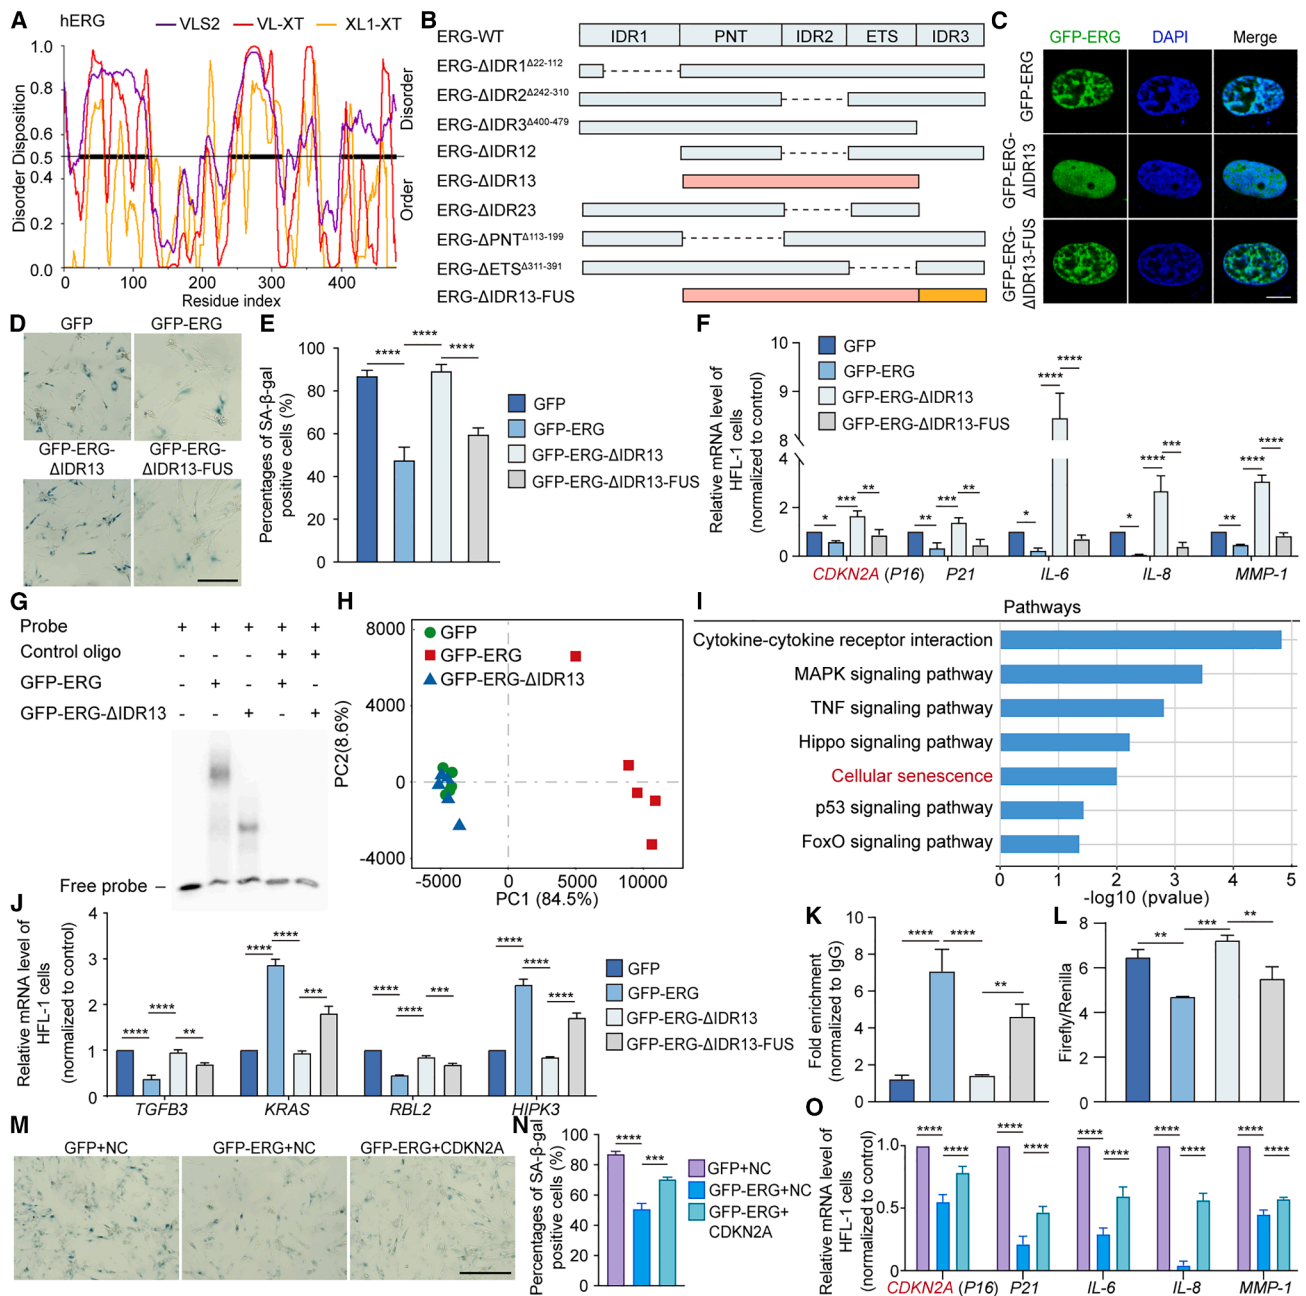 A
hERG
VLS2
VL-XT
XL1-XT
Disorder Disposition
1.0
0.8
0.6
0.5
0.4
0.2
0.0
Disorder
Order
0
100
200
300
400
Residue index
B
ERG-WT
IDR1
PNT
IDR2
ETS
IDR3
ERG-ΔIDR1Δ22-112
ERG-ΔIDR2Δ242-310
ERG-ΔIDR3Δ400-479
ERG-ΔIDR12
ERG-ΔIDR13
ERG-ΔIDR23
ERG-ΔPNTΔ113-199
ERG-ΔETSΔ311-391
ERG-ΔIDR13-FUS
C
GFP-ERG
DAPI
Merge
GFP-ERG
GFP-ERG-
ΔIDR13
GFP-ERG-
ΔIDR13-FUS
D
GFP
GFP-ERG
GFP-ERG-
ΔIDR13
GFP-ERG-
ΔIDR13-FUS
E
Percentages of SA-β-gal
positive cells (%)
100
80
60
40
20
0
****
****
****
GFP
GFP-ERG
GFP-ERG-ΔIDR13
GFP-ERG-ΔIDR13-FUS
F
Relative mRNA level of
HFL-1 cells
(normalized to control)
10
9
8
4
2
0
GFP
GFP-ERG
GFP-ERG-ΔIDR13
GFP-ERG-ΔIDR13-FUS
* *** **
** *** **
* **** ****
* **** ***
** **** ****
CDKN2A (P16)
P21
IL-6
IL-8
MMP-1
G
Probe + + + + +
Control oligo - - - + +
GFP-ERG - + - + -
GFP-ERG-ΔIDR13 - - + - +
Free probe
H
PC2(8.6%)
8000
4000
0
-4000
GFP
GFP-ERG
GFP-ERG-ΔIDR13
-5000
0
5000
10000
PC1 (84.5%)
I
Pathways
Cytokine-cytokine receptor interaction
MAPK signaling pathway
TNF signaling pathway
Hippo signaling pathway
Cellular senescence
p53 signaling pathway
FoxO signaling pathway
0
1
2
3
4
5
-log10 (pvalue)
J
Relative mRNA level of
HFL-1 cells
(normalized to control)
4
3
2
1
0
**** **** **
**** **** ***
**** **** ***
**** **** ****
TGFB3
KRAS
RBL2
HIPK3
GFP
GFP-ERG
GFP-ERG-ΔIDR13
GFP-ERG-ΔIDR13-FUS
K
Fold enrichment
(normalized to IgG)
10
8
6
4
2
0
**** ****
**
L
Firefly/Renilla
8
6
4
2
0
** *** **
M
GFP+NC
GFP-ERG+NC
GFP-ERG+CDKN2A
N
Percentages of SA-β-gal
positive cells (%)
100
80
60
40
20
0
****
***
GFP+NC
GFP-ERG+NC
GFP-ERG+
CDKN2A
O
Relative mRNA level of
HFL-1 cells
(normalized to control)
1.0
0.5
0
**** ****
**** ****
**** ****
**** ****
**** ****
CDKN2A (P16)
P21
IL-6
IL-8
MMP-1